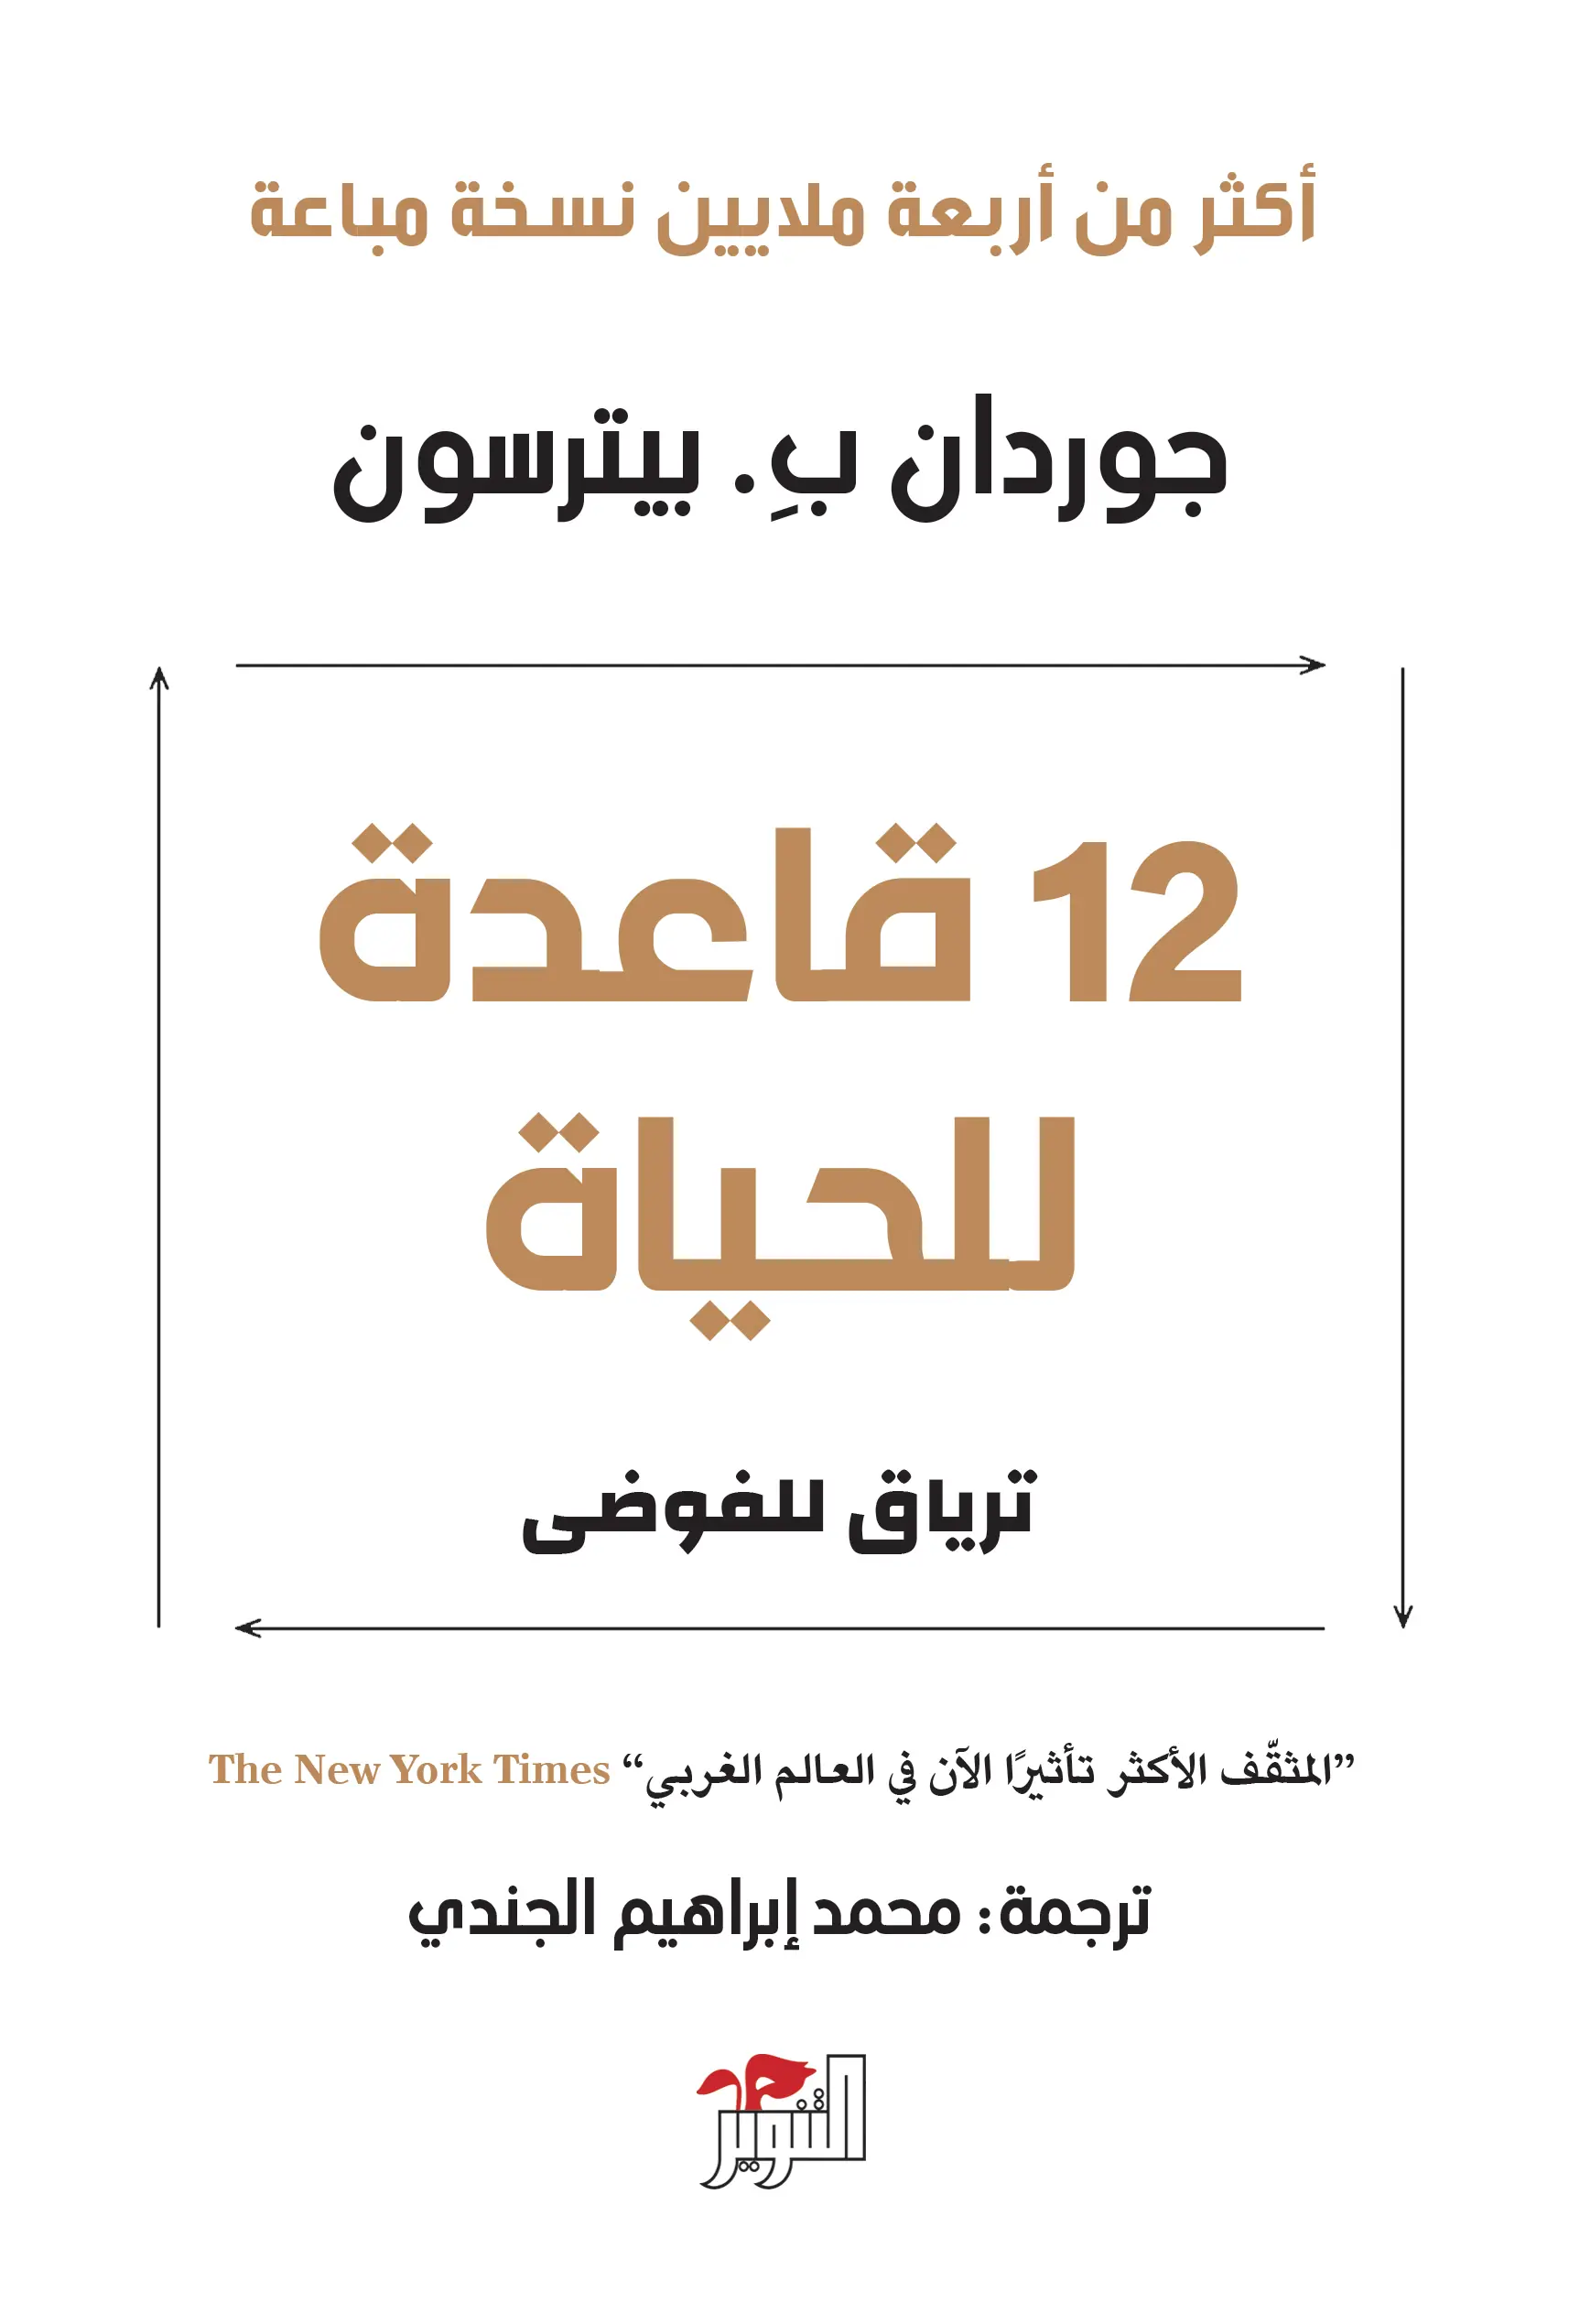 أكثر من أربعة ملايين نسخة مباعة
جوردان بِ. بيترسون
12 قاعدة
للحياة
ترياق للفوضى
”المثقّف الأكثر تأثيرًا الآن في العالم الغربي“ The New York Times
ترجمة: محمد إبراهيم الجندي
التنوير